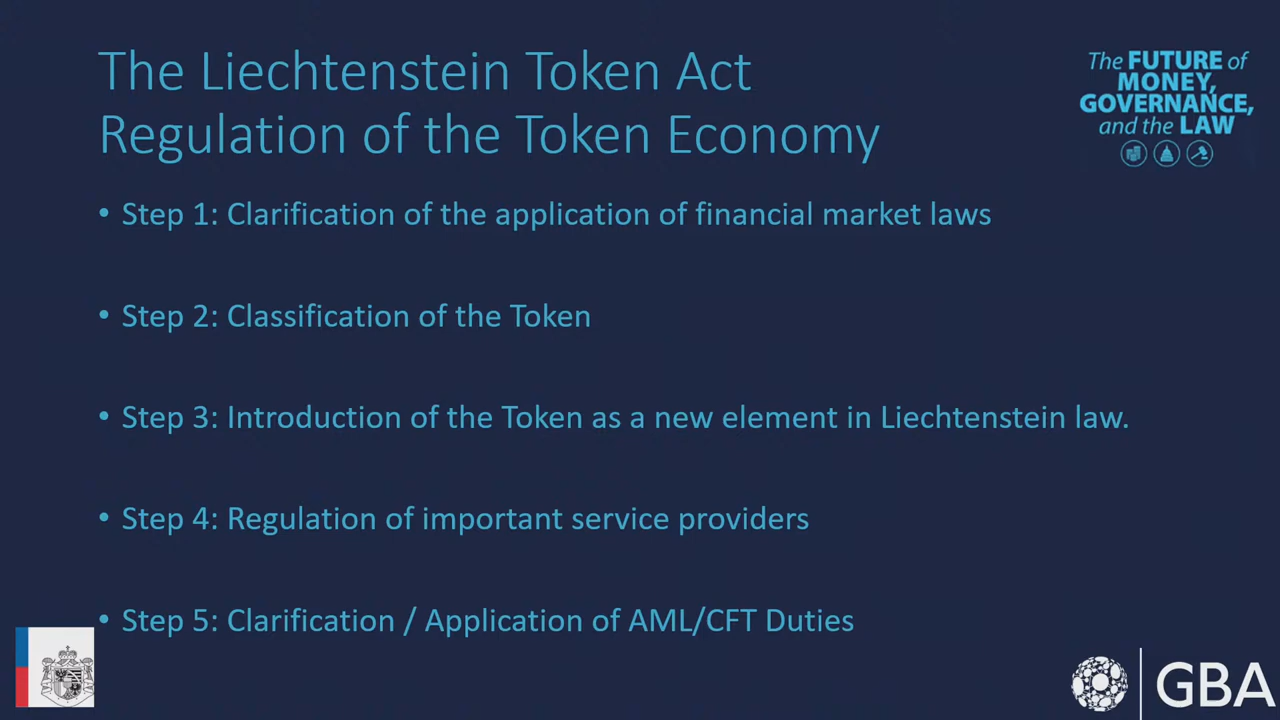 The Liechtenstein Token Act
Regulation of the Token Economy
The FUTURE of
MONEY,
GOVERNANCE,
and the LAW
• Step 1: Clarification of the application of financial market laws
• Step 2: Classification of the Token
• Step 3: Introduction of the Token as a new element in Liechtenstein law.
• Step 4: Regulation of important service providers
• Step 5: Clarification / Application of AML/CFT Duties
GBA